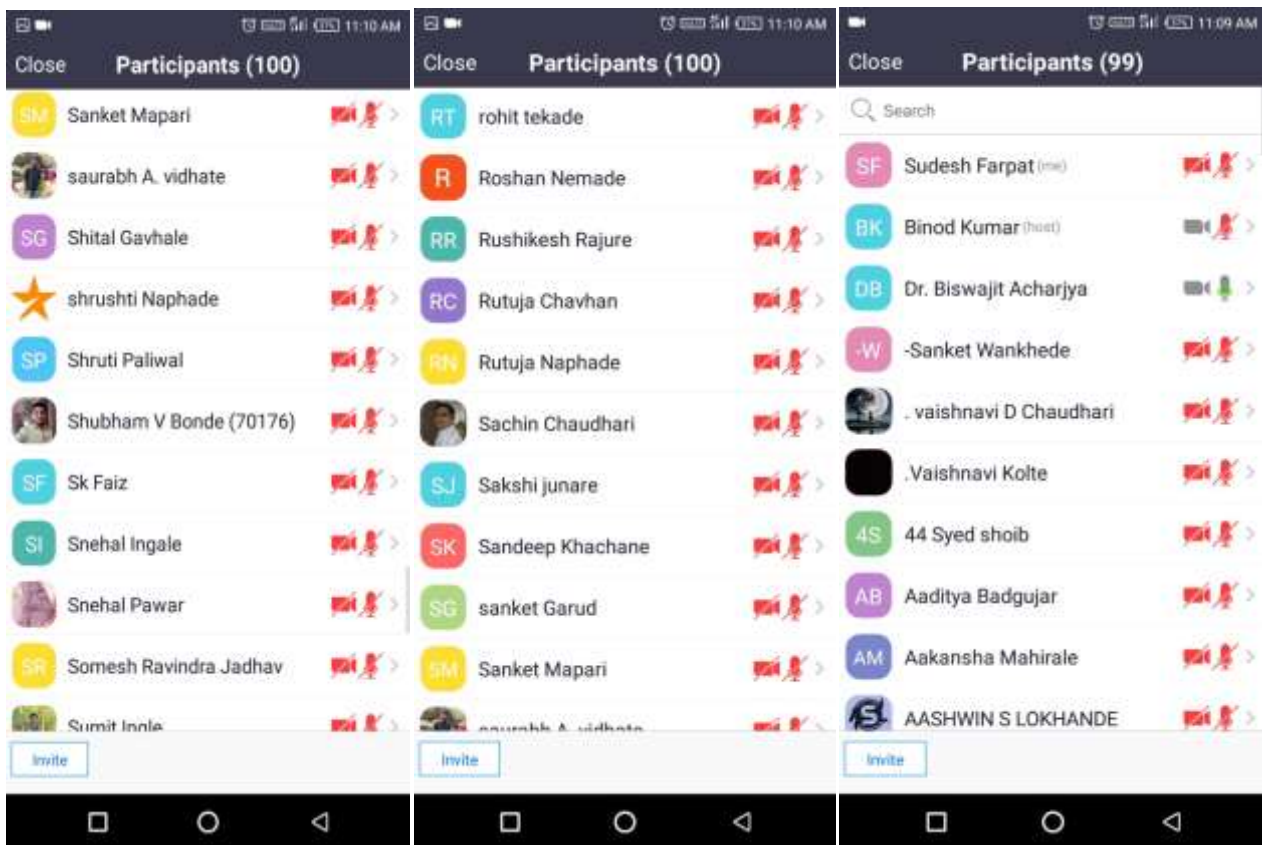 11:10 AM
Close Participants (100)
SM Sanket Mapari
saurabh A. vidhate
SG Shital Gavhale
shrushti Naphade
SP Shruti Paliwal
Shubham V Bonde (70176)
SF Sk Faiz
SI Snehal Ingale
Snehal Pawar
SR Somesh Ravindra Jadhav
Sumit Ingle
Invite
11:10 AM
Close Participants (100)
RT rohit tekade
R Roshan Nemade
RR Rushikesh Rajure
RC Rutuja Chavhan
RN Rutuja Naphade
Sachin Chaudhari
SJ Sakshi junare
SK Sandeep Khachane
SG sanket Garud
SM Sanket Mapari
saurabh A. vidhate
Invite
11:09 AM
Close Participants (99)
Search
SF Sudesh Farpat (me)
BK Binod Kumar (host)
DB Dr. Biswajit Acharjya
-W -Sanket Wankhede
. vaishnavi D Chaudhari
.Vaishnavi Kolte
4S 44 Syed shoib
AB Aaditya Badgujar
AM Aakansha Mahirale
AASHWIN S LOKHANDE
Invite